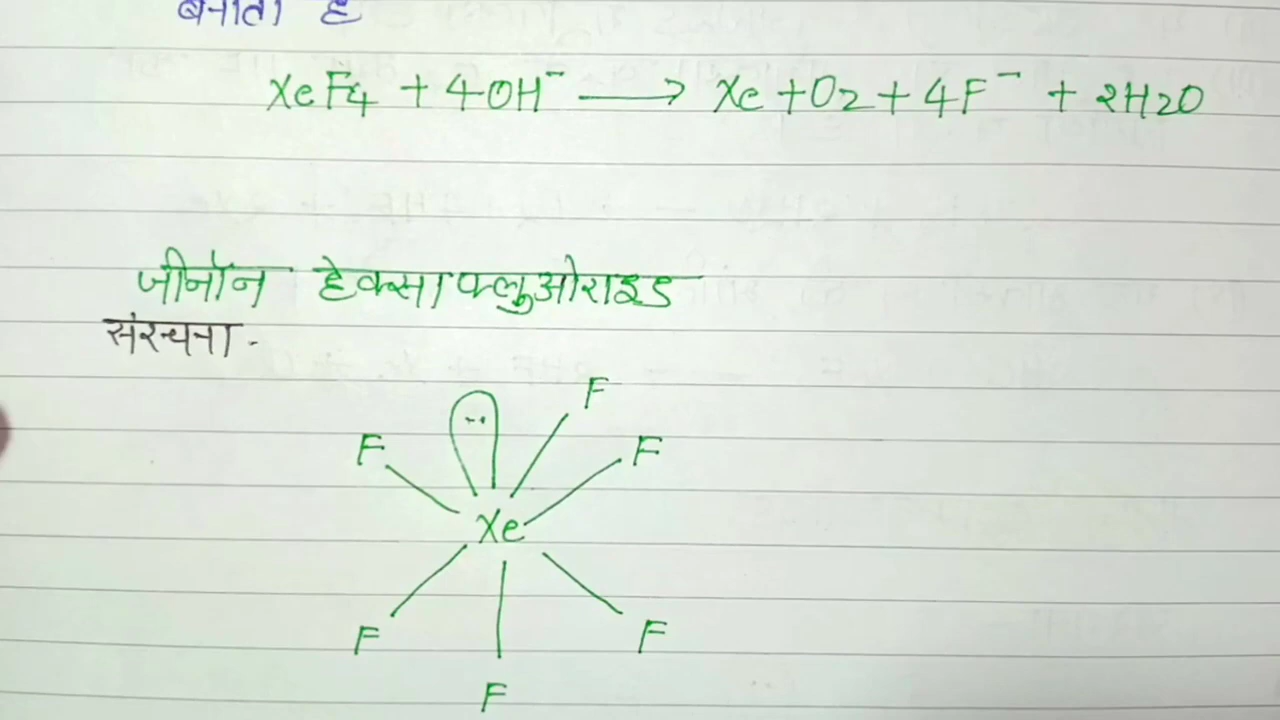 बनाता है
XeF4 + 4OH⁻ ⟶ Xe + O2 + 4F⁻ + 2H2O
जीनॉन हेक्साफ्लुओराइड
संरचना -
F
F F
Xe
F F
F